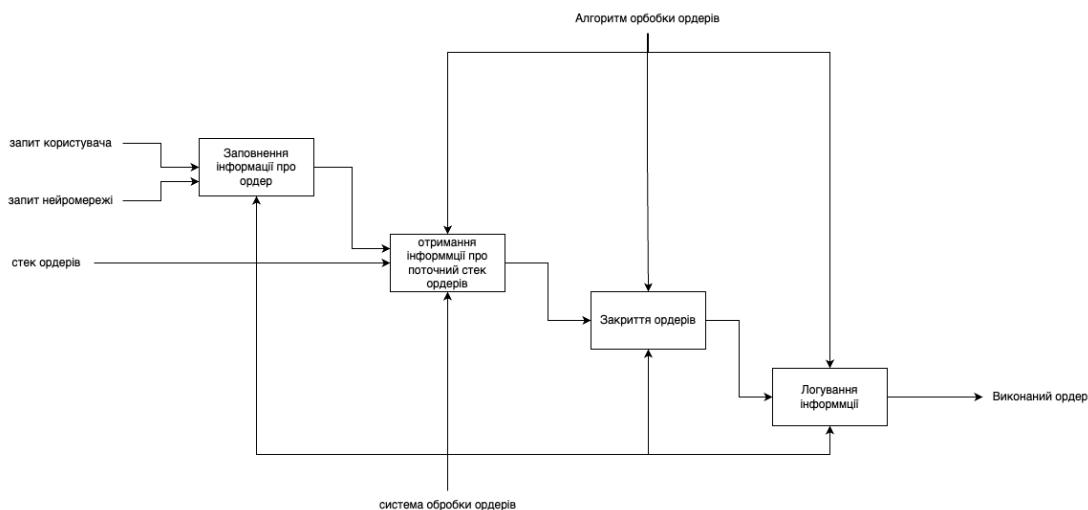 Алгоритм орбобки ордерів
запит користувача
Заповнення
інформації про
ордер
запит нейромережі
отримання
інформмції про
поточний стек
ордерів
стек ордерів
Закриття ордерів
Логування
інформмції
Виконаний ордер
система обробки ордерів